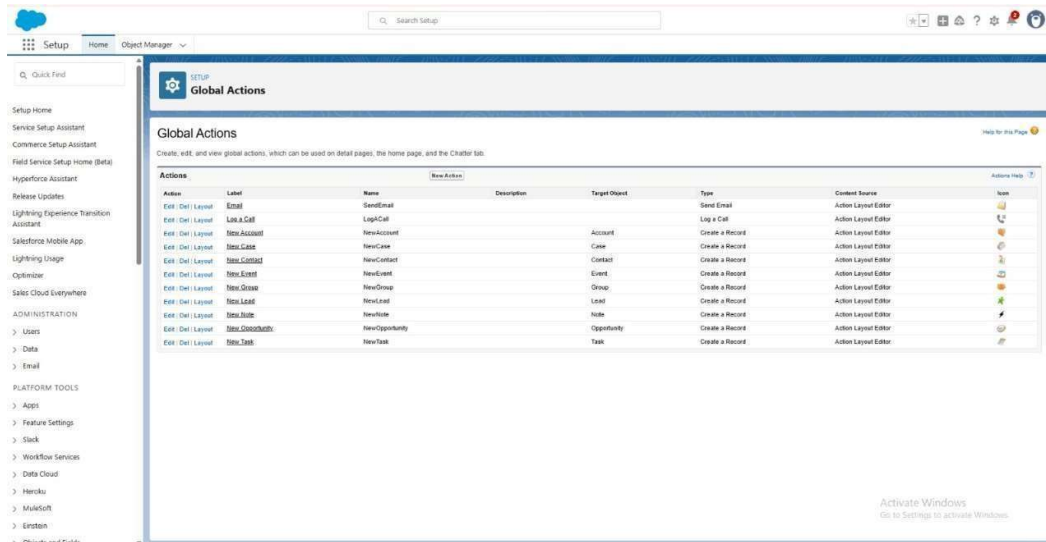 Search Setup
2
Setup Home Object Manager
Quick Find
Setup Home
Service Setup Assistant
Commerce Setup Assistant
Field Service Setup Home (Beta)
Hyperforce Assistant
Release Updates
Lightning Experience Transition
Assistant
Salesforce Mobile App
Lightning Usage
Optimizer
Sales Cloud Everywhere
ADMINISTRATION
> Users
> Data
> Email
PLATFORM TOOLS
> Apps
> Feature Settings
> Slack
> Workflow Services
> Data Cloud
> Heroku
> MuleSoft
> Einstein
> Objects and Fields
SETUP
Global Actions
Global Actions
Help for this Page
Create, edit, and view global actions, which can be used on detail pages, the home page, and the Chatter tab.
Actions New Action Actions Help ?
Action Label Name Description Target Object Type Content Source Icon
Edit | Del | Layout Email SendEmail Send Email Action Layout Editor
Edit | Del | Layout Log a Call LogACall Log a Call Action Layout Editor
Edit | Del | Layout New Account NewAccount Account Create a Record Action Layout Editor
Edit | Del | Layout New Case NewCase Case Create a Record Action Layout Editor
Edit | Del | Layout New Contact NewContact Contact Create a Record Action Layout Editor
Edit | Del | Layout New Event NewEvent Event Create a Record Action Layout Editor
Edit | Del | Layout New Group NewGroup Group Create a Record Action Layout Editor
Edit | Del | Layout New Lead NewLead Lead Create a Record Action Layout Editor
Edit | Del | Layout New Note NewNote Note Create a Record Action Layout Editor
Edit | Del | Layout New Opportunity NewOpportunity Opportunity Create a Record Action Layout Editor
Edit | Del | Layout New Task NewTask Task Create a Record Action Layout Editor
Activate Windows
Go to Settings to activate Windows.